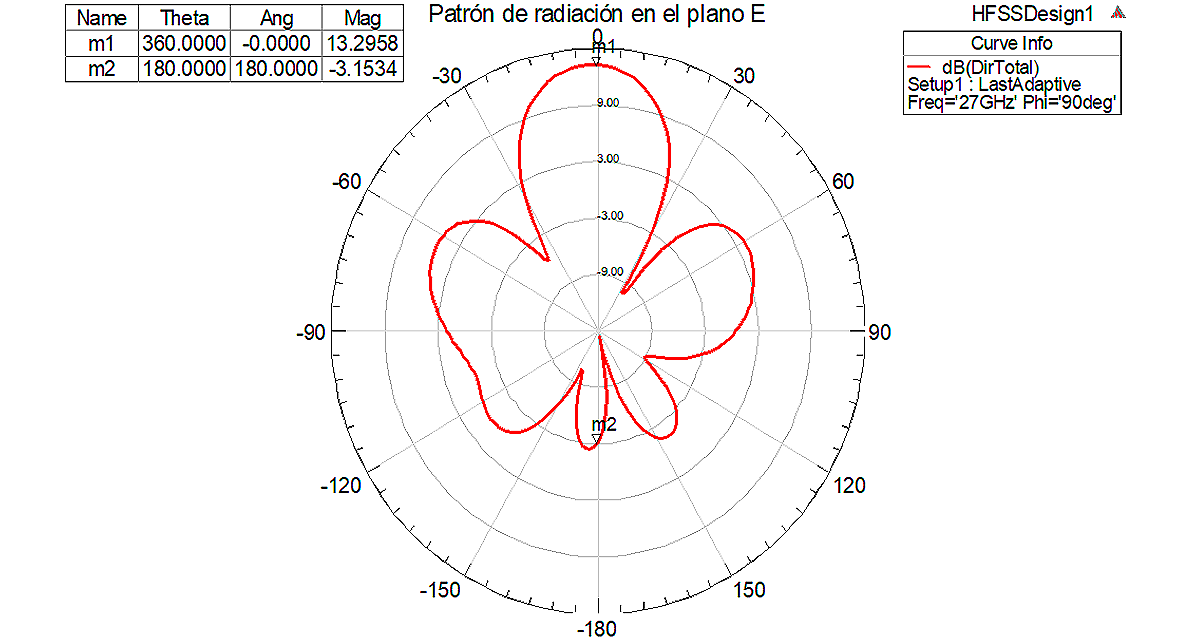 Patrón de radiación en el plano E
HFSSDesign1
Name Theta Ang Mag
m1 360.0000 -0.0000 13.2958
m2 180.0000 180.0000 -3.1534
Curve Info
dB(DirTotal)
Setup1 : LastAdaptive
Freq='27GHz' Phi='90deg'
0
m1
-30
30
9.00
3.00
-60
60
-3.00
-9.00
-90
90
m2
-120
120
-150
150
-180